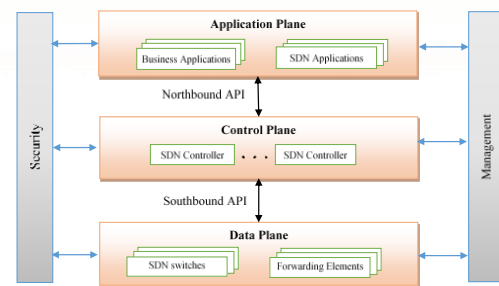 Application Plane
Business Applications
SDN Applications
Northbound API
Security
Control Plane
SDN Controller . . . SDN Controller
Management
Southbound API
Data Plane
SDN switches
Forwarding Elements